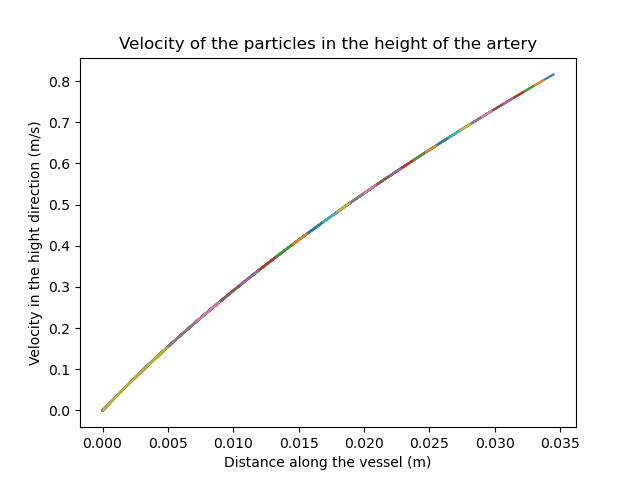 Velocity of the particles in the height of the artery
Velocity in the hight direction (m/s)
0.8
0.7
0.6
0.5
0.4
0.3
0.2
0.1
0.0
0.000 0.005 0.010 0.015 0.020 0.025 0.030 0.035
Distance along the vessel (m)